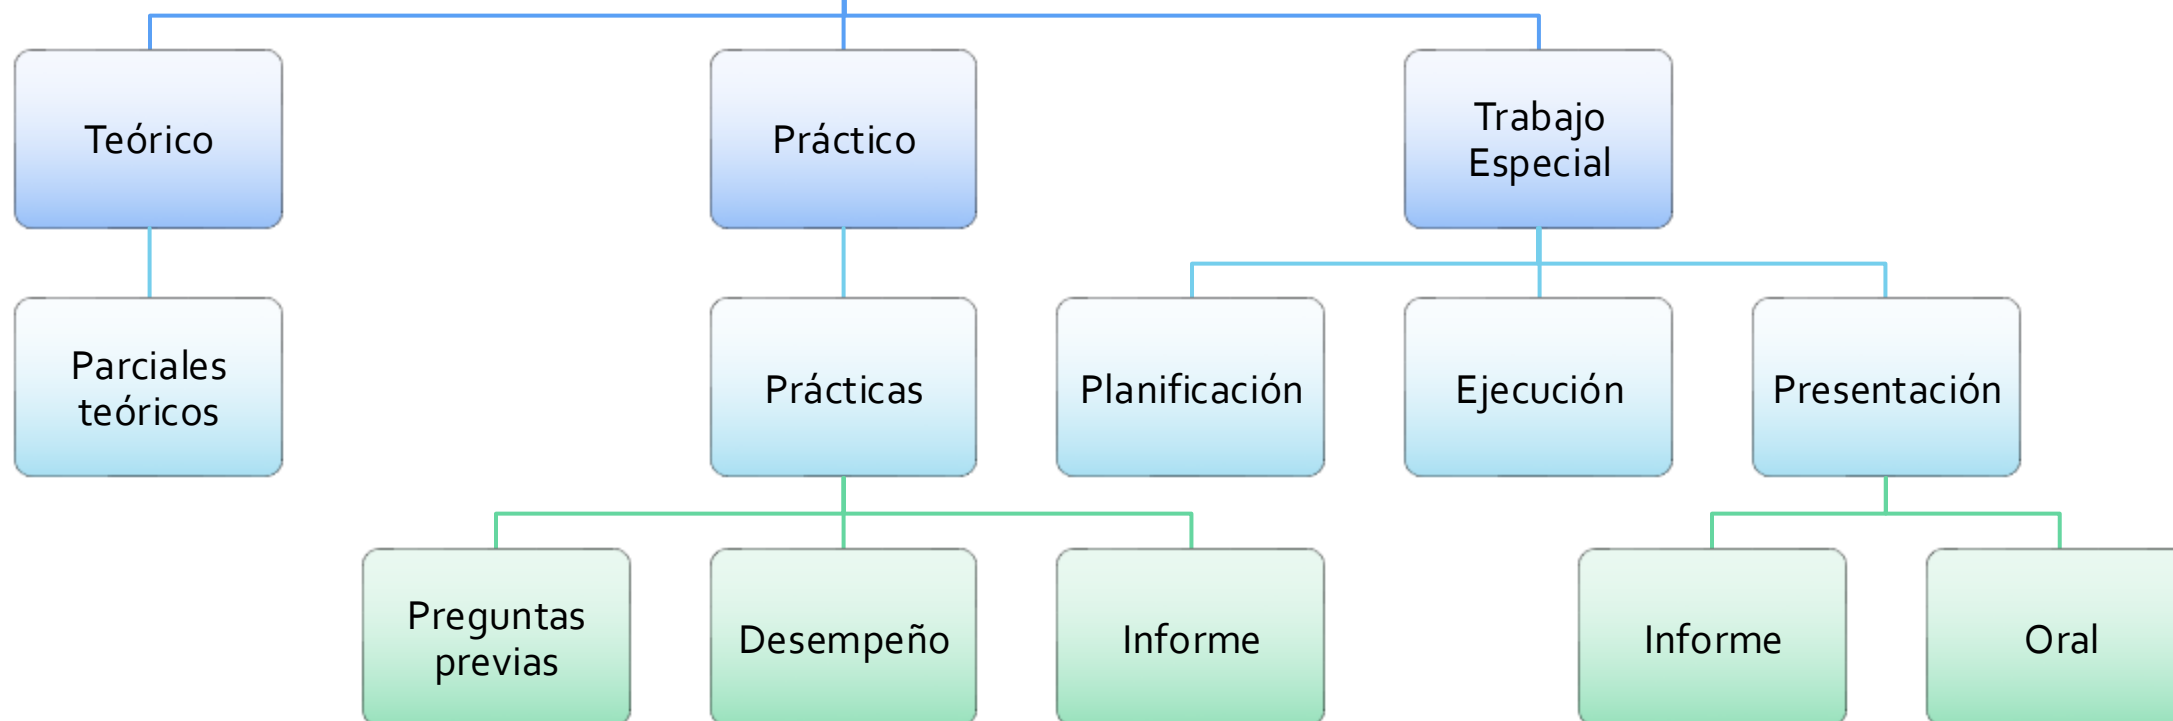 Teórico
Práctico
Trabajo
Especial
Parciales
teóricos
Prácticas
Planificación
Ejecución
Presentación
Preguntas
previas
Desempeño
Informe
Informe
Oral